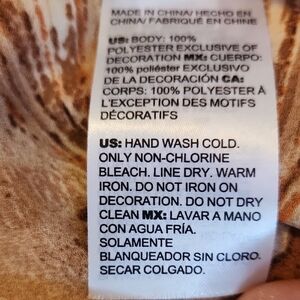 MADE IN CHINA/ HECHO EN
CHINA/ FABRIQUÉ EN CHINE
US: BODY: 100%
POLYESTER EXCLUSIVE OF
DECORATION MX: CUERPO:
100% poliéster EXCLUSIVO
DE LA DECORACIÓN CA:
CORPS: 100% POLYESTER À
L'EXCEPTION DES MOTIFS
DÉCORATIFS
US: HAND WASH COLD.
ONLY NON-CHLORINE
BLEACH. LINE DRY. WARM
IRON. DO NOT IRON ON
DECORATION. DO NOT DRY
CLEAN MX: LAVAR A MANO
CON AGUA FRÍA.
SOLAMENTE
BLANQUEADOR SIN CLORO.
SECAR COLGADO.